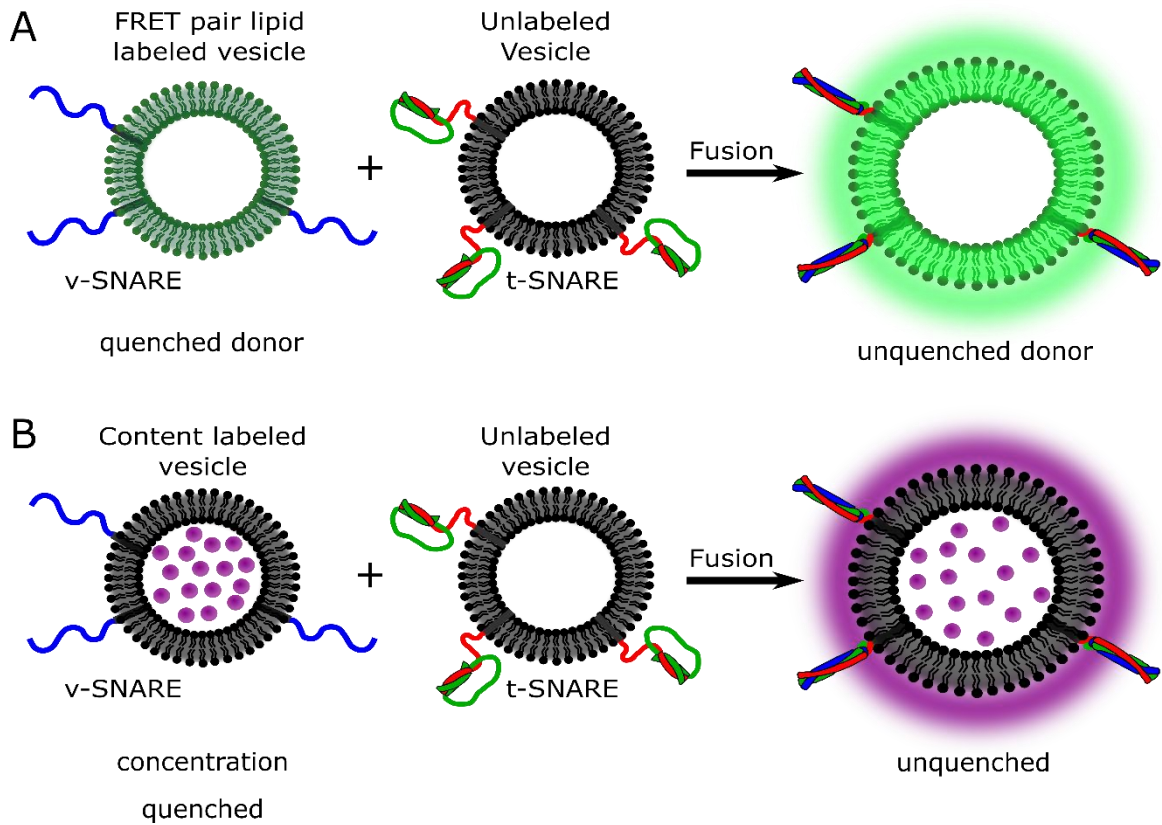 A
FRET pair lipid
labeled vesicle
Unlabeled
Vesicle
+
Fusion
v-SNARE
t-SNARE
quenched donor
unquenched donor
B
Content labeled
vesicle
Unlabeled
vesicle
+
Fusion
v-SNARE
t-SNARE
concentration
quenched
unquenched